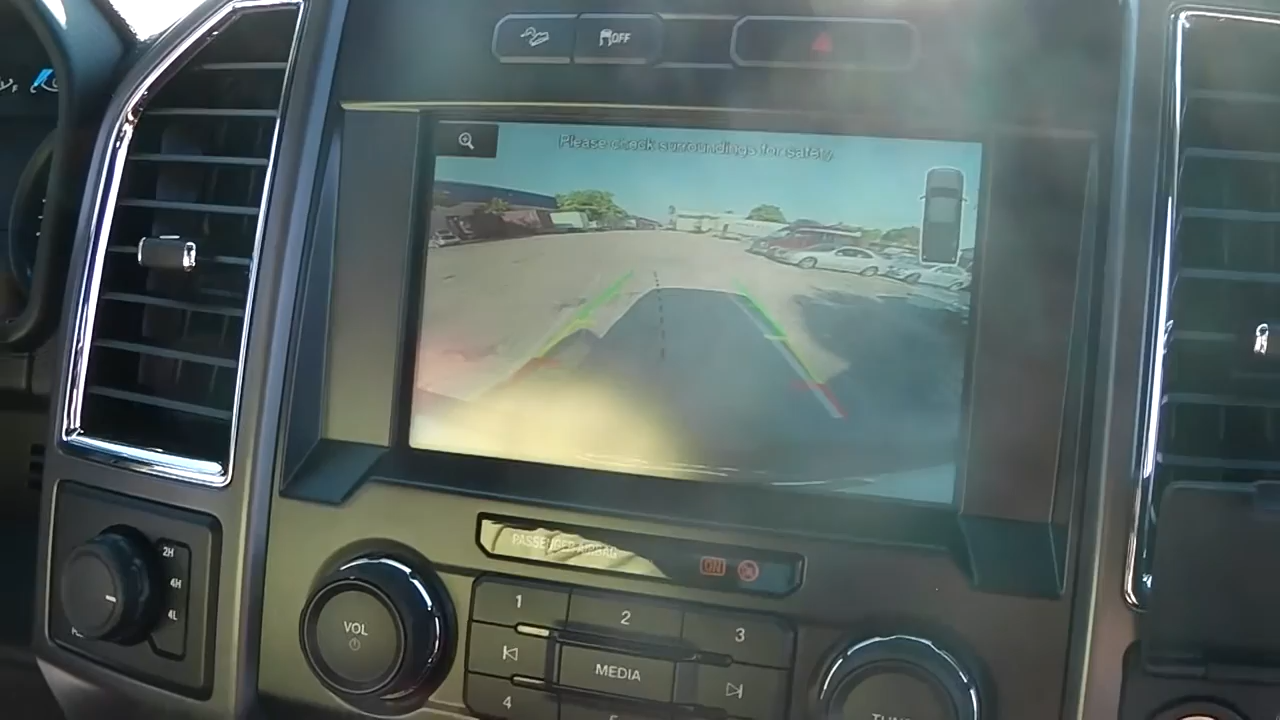 OFF
Please check surroundings for safety
PASSENGER AIRBAG
ON
2H
4H
4L
VOL
1
2
3
MEDIA
4